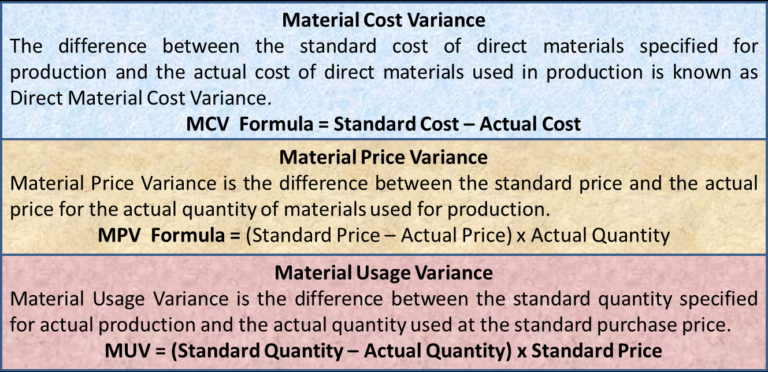 Material Cost Variance
The difference between the standard cost of direct materials specified for
production and the actual cost of direct materials used in production is known as
Direct Material Cost Variance.
MCV Formula = Standard Cost – Actual Cost
Material Price Variance
Material Price Variance is the difference between the standard price and the actual
price for the actual quantity of materials used for production.
MPV Formula = (Standard Price – Actual Price) x Actual Quantity
Material Usage Variance
Material Usage Variance is the difference between the standard quantity specified
for actual production and the actual quantity used at the standard purchase price.
MUV = (Standard Quantity – Actual Quantity) x Standard Price